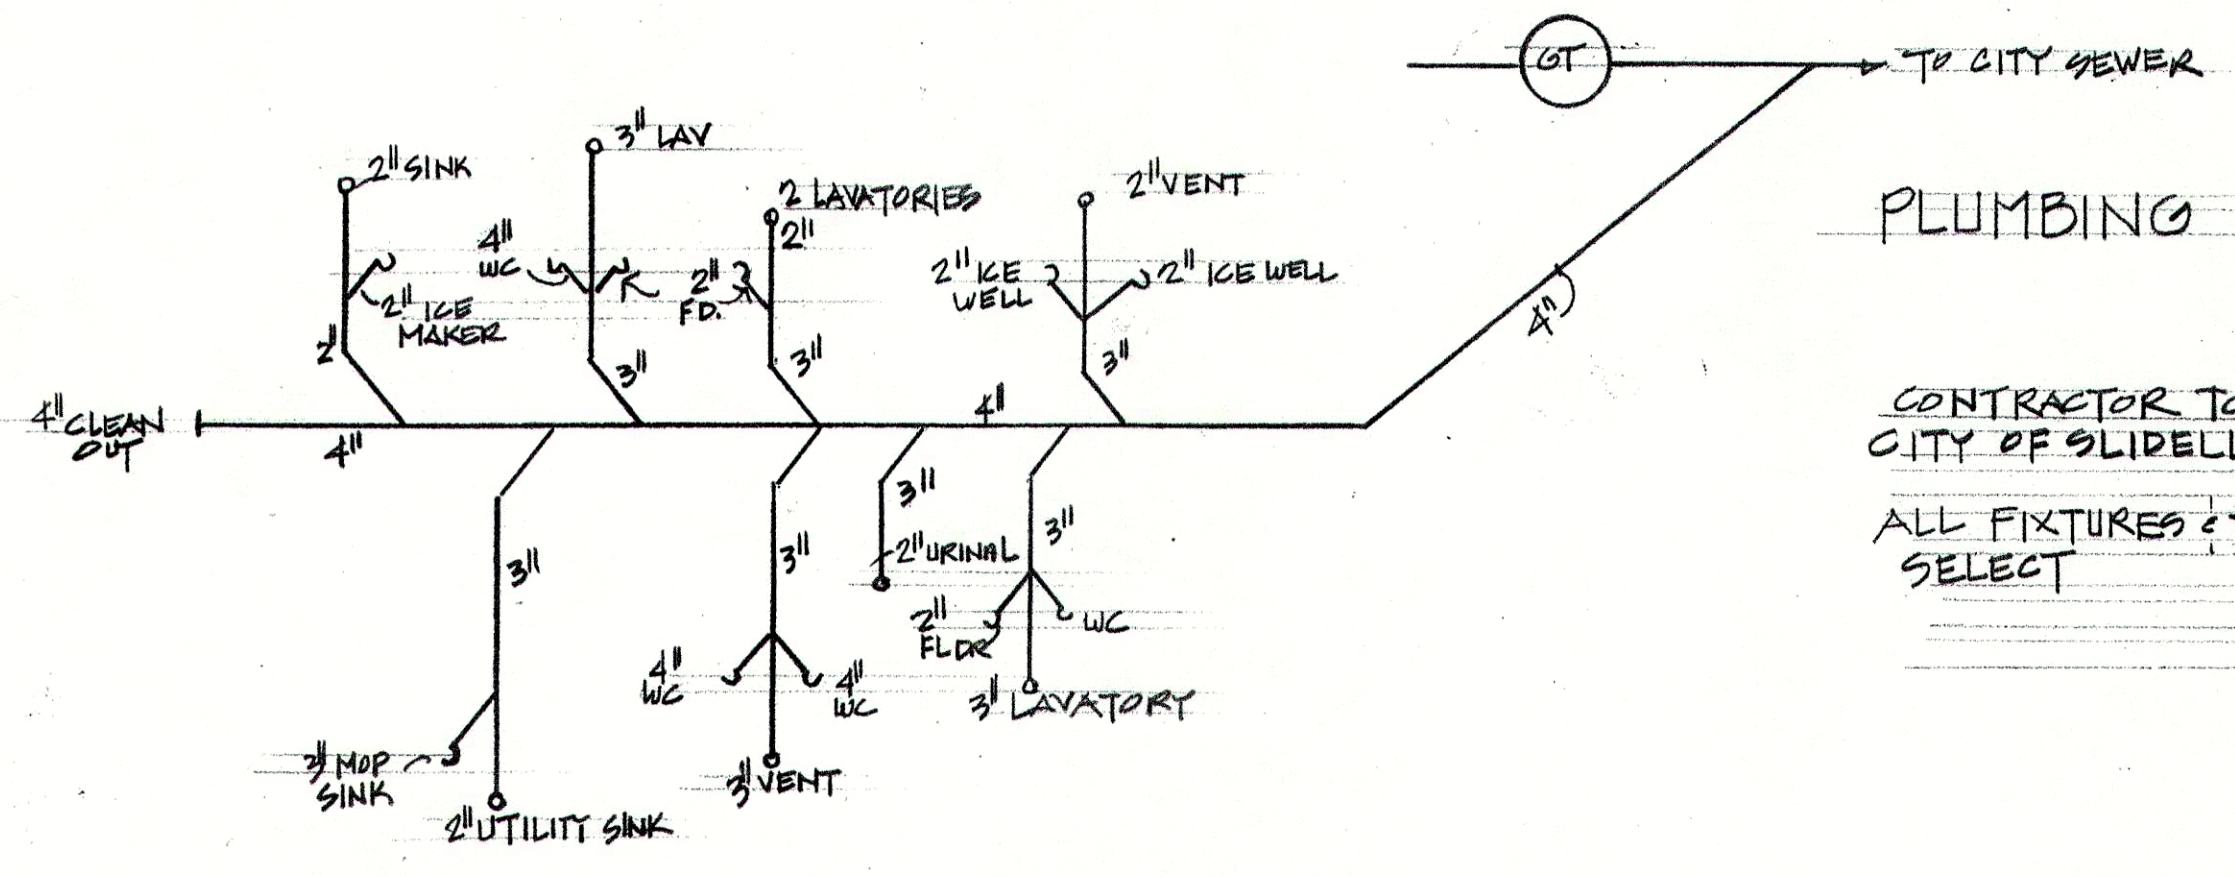 GT
TO CITY SEWER
3" LAV
2" SINK
2 LAVATORIES
2"
2" VENT
PLUMBING
4"
WC
2"
FD.
2" ICE
WELL
2" ICE WELL
2" ICE
MAKER
2"
3"
3"
3"
4"
4" CLEAN
OUT
4"
4"
CONTRACTOR TO
CITY OF SLIDELL
3"
3"
3"
3"
2" URINAL
ALL FIXTURES &
SELECT
2"
FLDR
WC
4"
WC
4"
WC
3" LAVATORY
MOP
SINK
3" VENT
2" UTILITY SINK